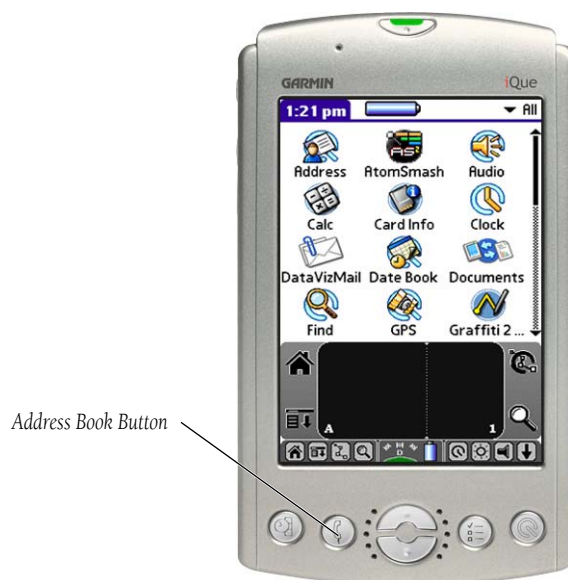 GARMIN iQue
1:21 pm All
Address AtomSmash Audio
Calc Card Info Clock
DataVizMail Date Book Documents
Find GPS Graffiti 2 ...
A 1
Address Book Button